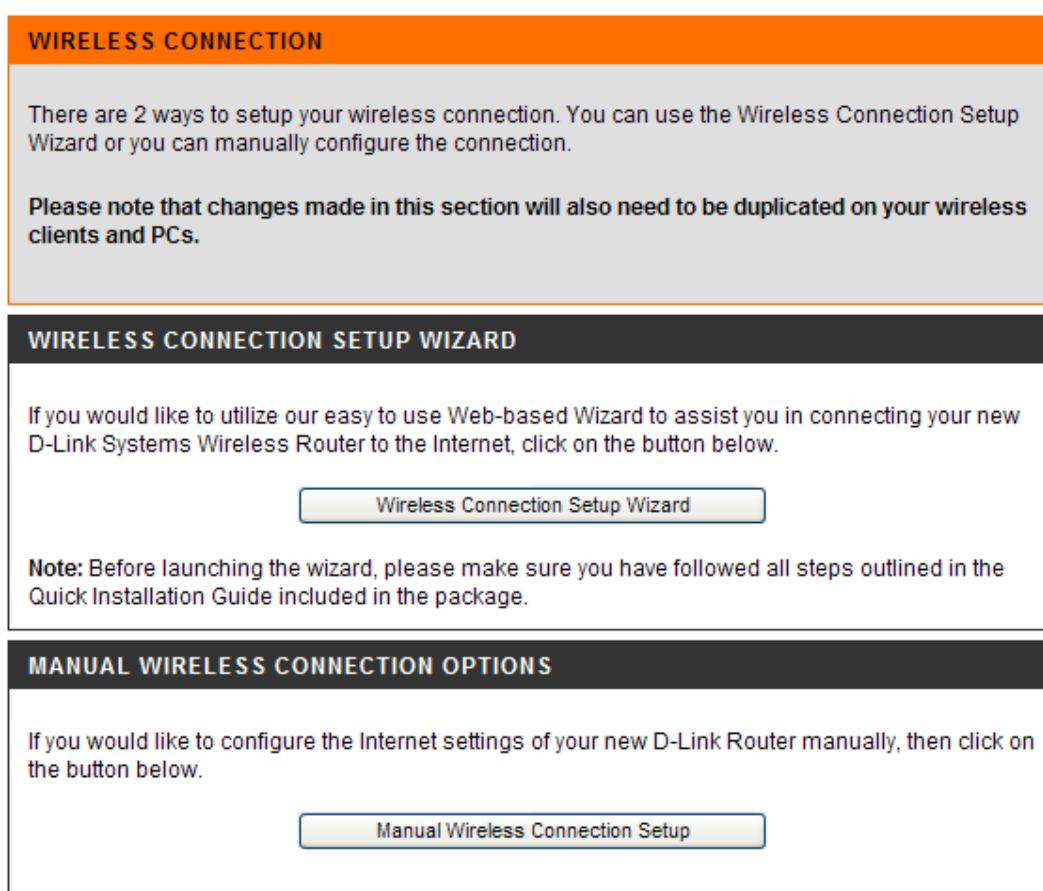 WIRELESS CONNECTION
There are 2 ways to setup your wireless connection. You can use the Wireless Connection Setup
Wizard or you can manually configure the connection.
Please note that changes made in this section will also need to be duplicated on your wireless
clients and PCs.
WIRELESS CONNECTION SETUP WIZARD
If you would like to utilize our easy to use Web-based Wizard to assist you in connecting your new
D-Link Systems Wireless Router to the Internet, click on the button below.
Wireless Connection Setup Wizard
Note: Before launching the wizard, please make sure you have followed all steps outlined in the
Quick Installation Guide included in the package.
MANUAL WIRELESS CONNECTION OPTIONS
If you would like to configure the Internet settings of your new D-Link Router manually, then click on
the button below.
Manual Wireless Connection Setup